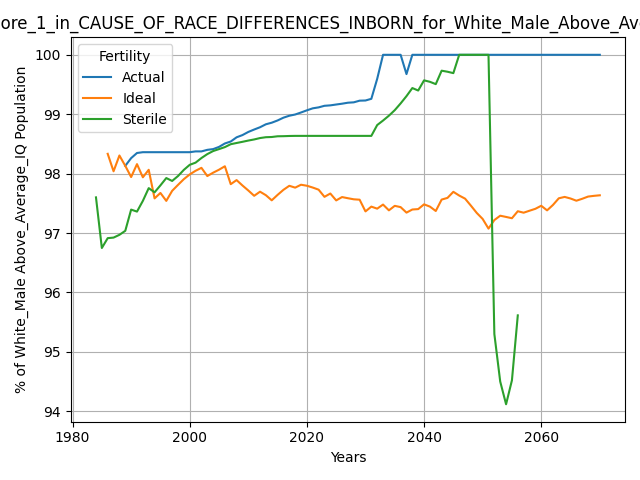 ore_1_in_CAUSE_OF_RACE_DIFFERENCES_INBORN_for_White_Male_Above_Av
Fertility
Actual
Ideal
Sterile
% of White_Male Above_Average_IQ Population
100
99
98
97
96
95
94
1980
2000
2020
2040
2060
Years